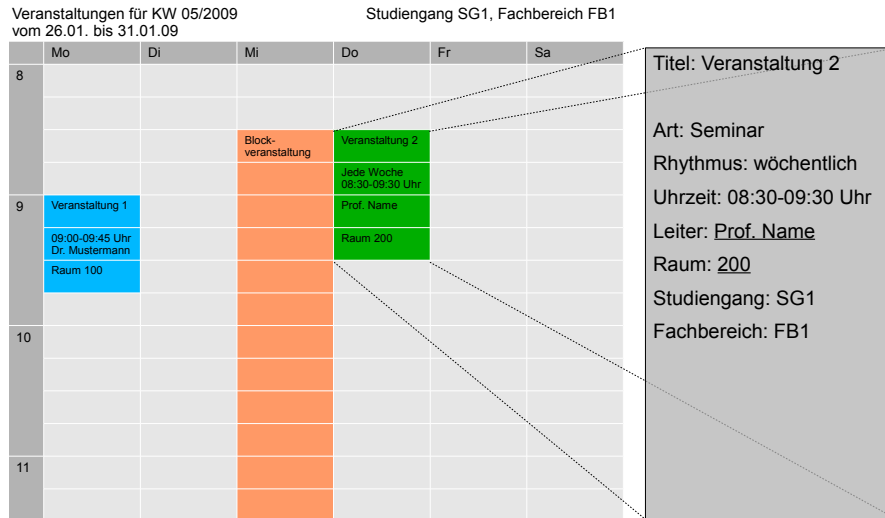 Veranstaltungen für KW 05/2009
vom 26.01. bis 31.01.09
Studiengang SG1, Fachbereich FB1
Mo Di Mi Do Fr Sa
8
9
10
11
Veranstaltung 1
09:00-09:45 Uhr
Dr. Mustermann
Raum 100
Block-
veranstaltung
Veranstaltung 2
Jede Woche
08:30-09:30 Uhr
Prof. Name
Raum 200
Titel: Veranstaltung 2
Art: Seminar
Rhythmus: wöchentlich
Uhrzeit: 08:30-09:30 Uhr
Leiter: Prof. Name
Raum: 200
Studiengang: SG1
Fachbereich: FB1